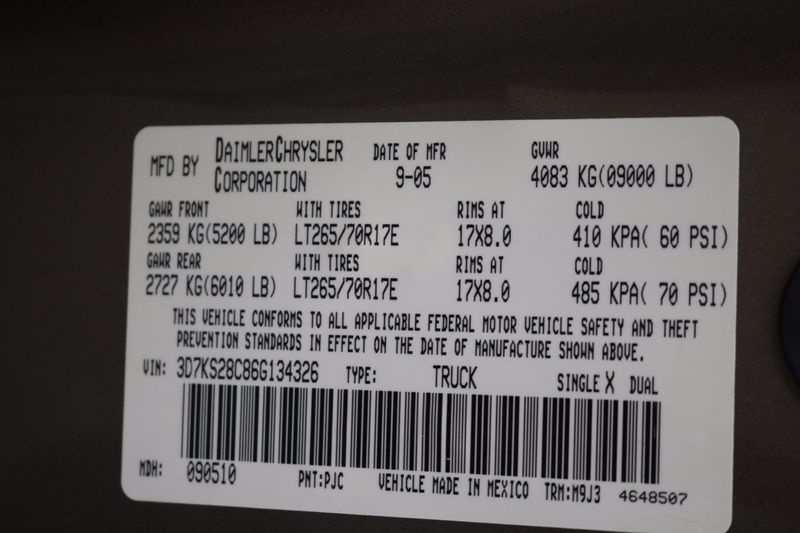 MFD BY DAIMLERCHRYSLER CORPORATION DATE OF MFR 9-05 GVWR 4083 KG(09000 LB)
GAWR FRONT WITH TIRES RIMS AT COLD
2359 KG(5200 LB) LT265/70R17E 17X8.0 410 KPA( 60 PSI)
GAWR REAR WITH TIRES RIMS AT COLD
2727 KG(6010 LB) LT265/70R17E 17X8.0 485 KPA( 70 PSI)
THIS VEHICLE CONFORMS TO ALL APPLICABLE FEDERAL MOTOR VEHICLE SAFETY AND THEFT
PREVENTION STANDARDS IN EFFECT ON THE DATE OF MANUFACTURE SHOWN ABOVE.
VIN: 3D7KS28C86G134326 TYPE: TRUCK SINGLE X DUAL
MDH: 090510 PNT:PJC VEHICLE MADE IN MEXICO TRM:M9J3 4648507